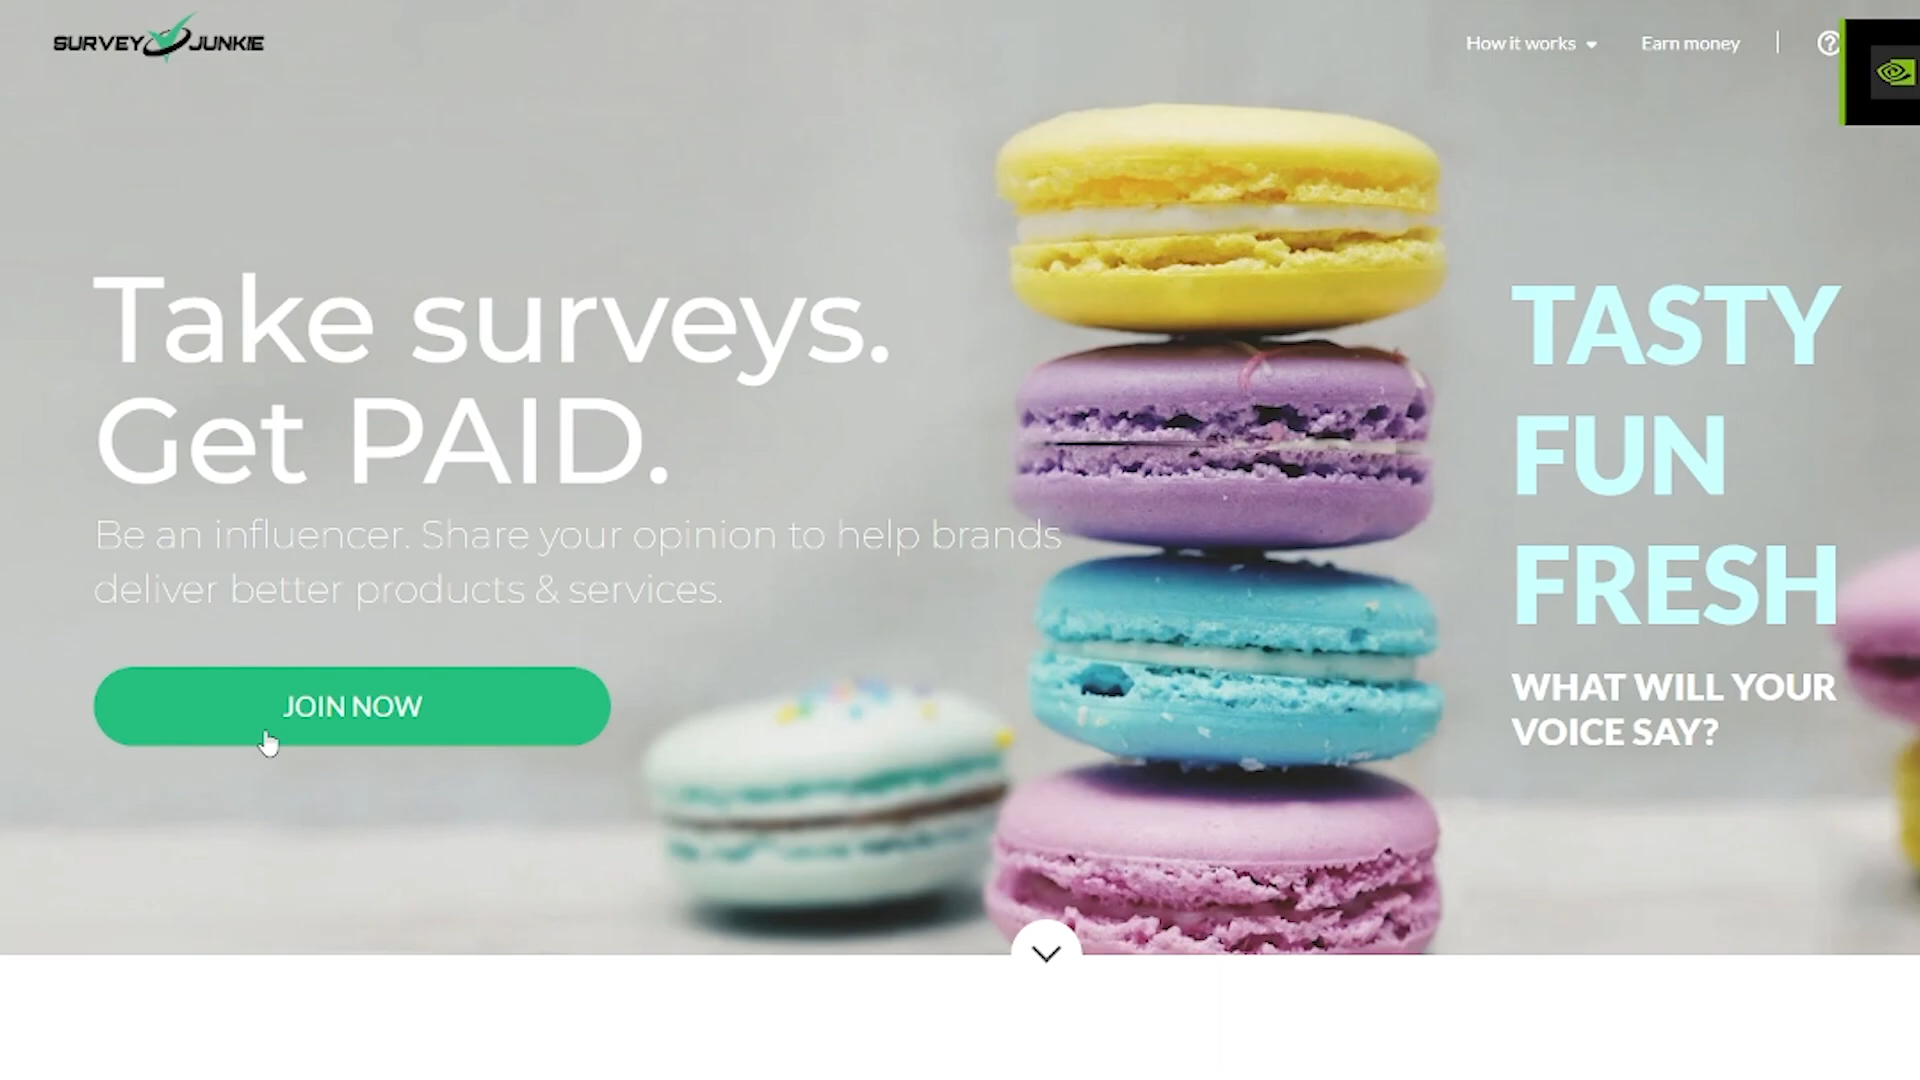 SURVEY JUNKIE
How it works
Earn money
Take surveys.
Get PAID.
Be an influencer. Share your opinion to help brands
deliver better products & services.
JOIN NOW
TASTY
FUN
FRESH
WHAT WILL YOUR
VOICE SAY?